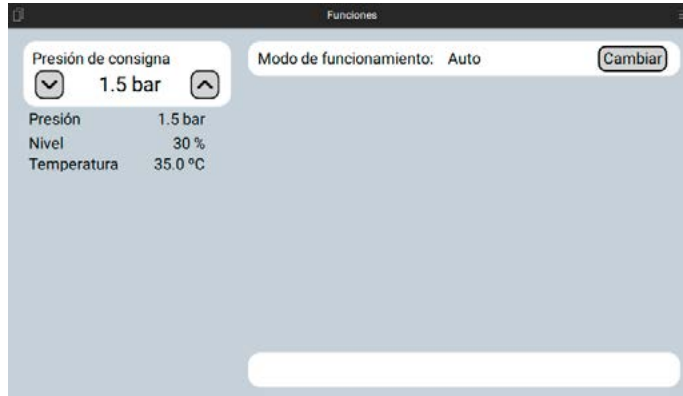 Funciones
Presión de consigna
1.5 bar
Presión 1.5 bar
Nivel 30 %
Temperatura 35.0 ºC
Modo de funcionamiento: Auto
Cambiar